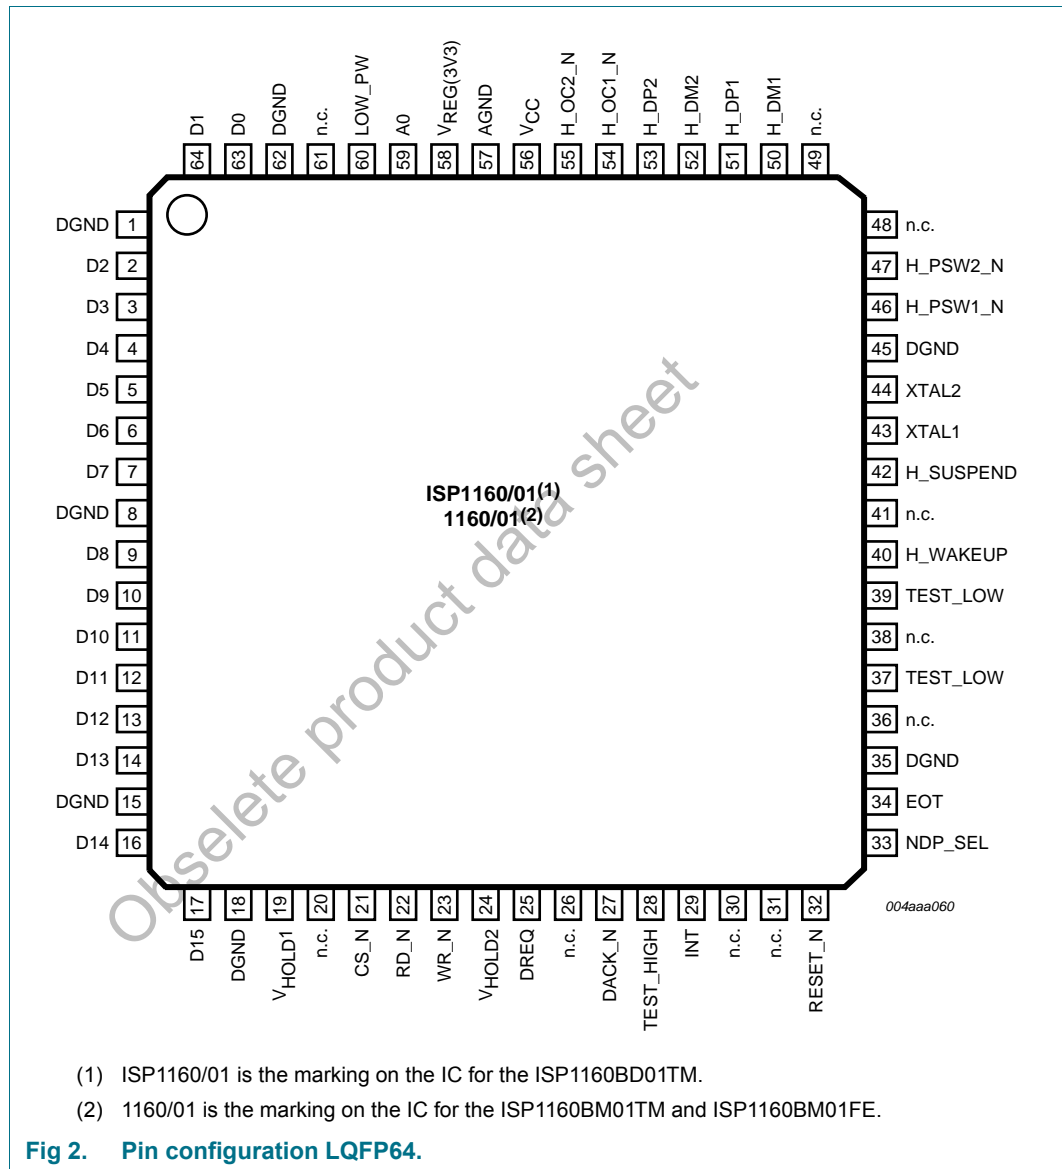 D1 D0 DGND n.c. LOW_PW A0 VREG(3V3) AGND VCC H_OC2_N H_OC1_N H_DP2 H_DM2 H_DP1 H_DM1 n.c.
64 63 62 61 60 59 58 57 56 55 54 53 52 51 50 49
DGND 1 48 n.c.
D2 2 47 H_PSW2_N
D3 3 46 H_PSW1_N
D4 4 45 DGND
D5 5 44 XTAL2
D6 6 43 XTAL1
D7 7 42 H_SUSPEND
ISP1160/01(1)
DGND 8 41 n.c.
1160/01(2)
D8 9 40 H_WAKEUP
D9 10 39 TEST_LOW
D10 11 38 n.c.
D11 12 37 TEST_LOW
D12 13 36 n.c.
D13 14 35 DGND
DGND 15 34 EOT
D14 16 33 NDP_SEL
Obselete product data sheet
17 18 19 20 21 22 23 24 25 26 27 28 29 30 31 32
D15 DGND VHOLD1 n.c. CS_N RD_N WR_N VHOLD2 DREQ n.c. DACK_N TEST_HIGH INT n.c. n.c. RESET_N
004aaa060
(1) ISP1160/01 is the marking on the IC for the ISP1160BD01TM.
(2) 1160/01 is the marking on the IC for the ISP1160BM01TM and ISP1160BM01FE.
Fig 2. Pin configuration LQFP64.